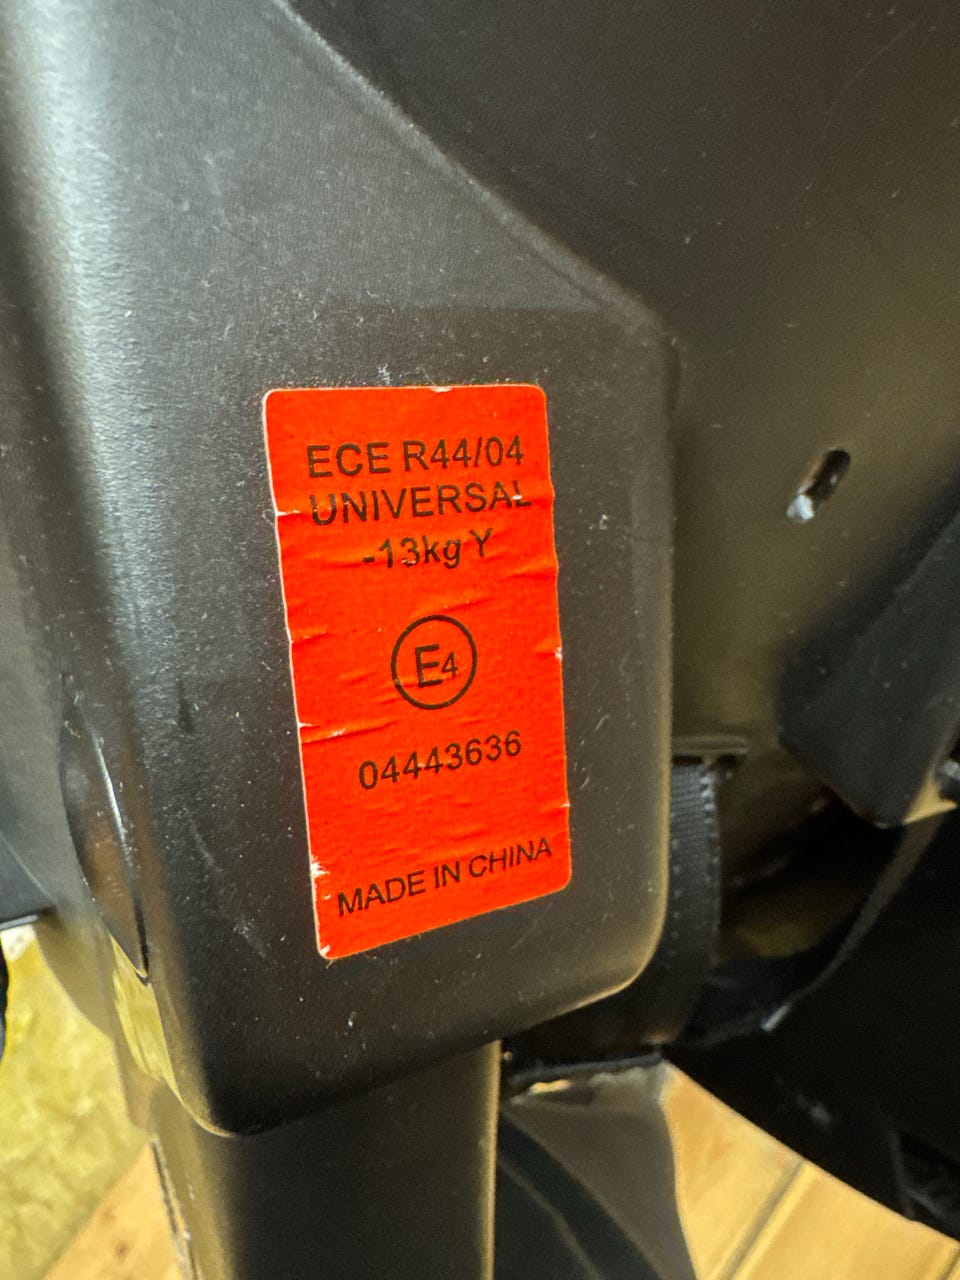 ECE R44/04
UNIVERSAL
-13kg Y
E4
04443636
MADE IN CHINA